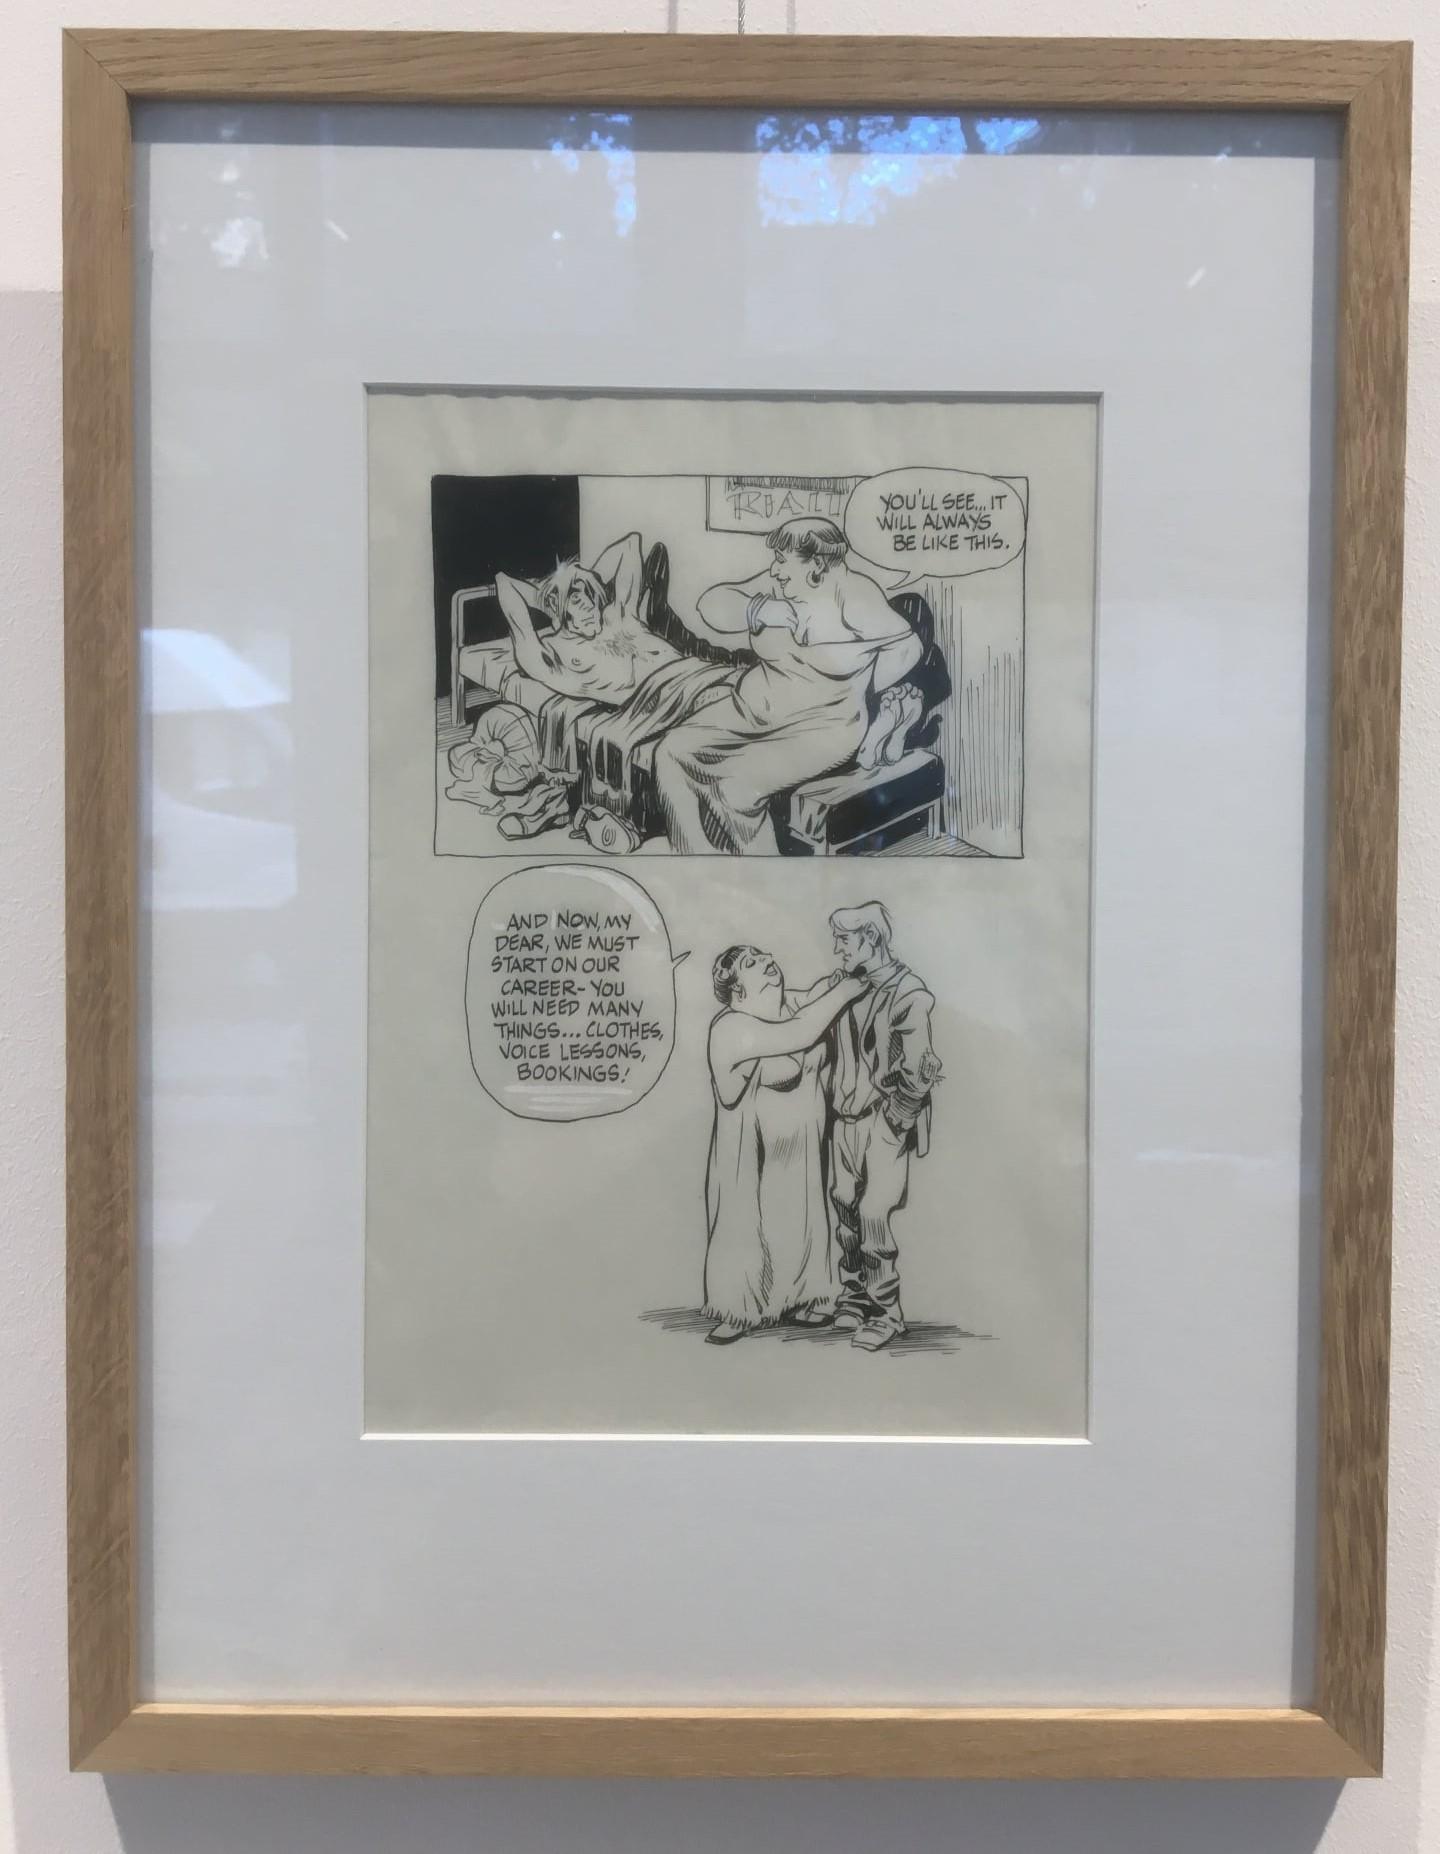 YOU'LL SEE... IT
WILL ALWAYS
BE LIKE THIS.
AND NOW, MY
DEAR, WE MUST
START ON OUR
CAREER - YOU
WILL NEED MANY
THINGS... CLOTHES,
VOICE LESSONS,
BOOKINGS!